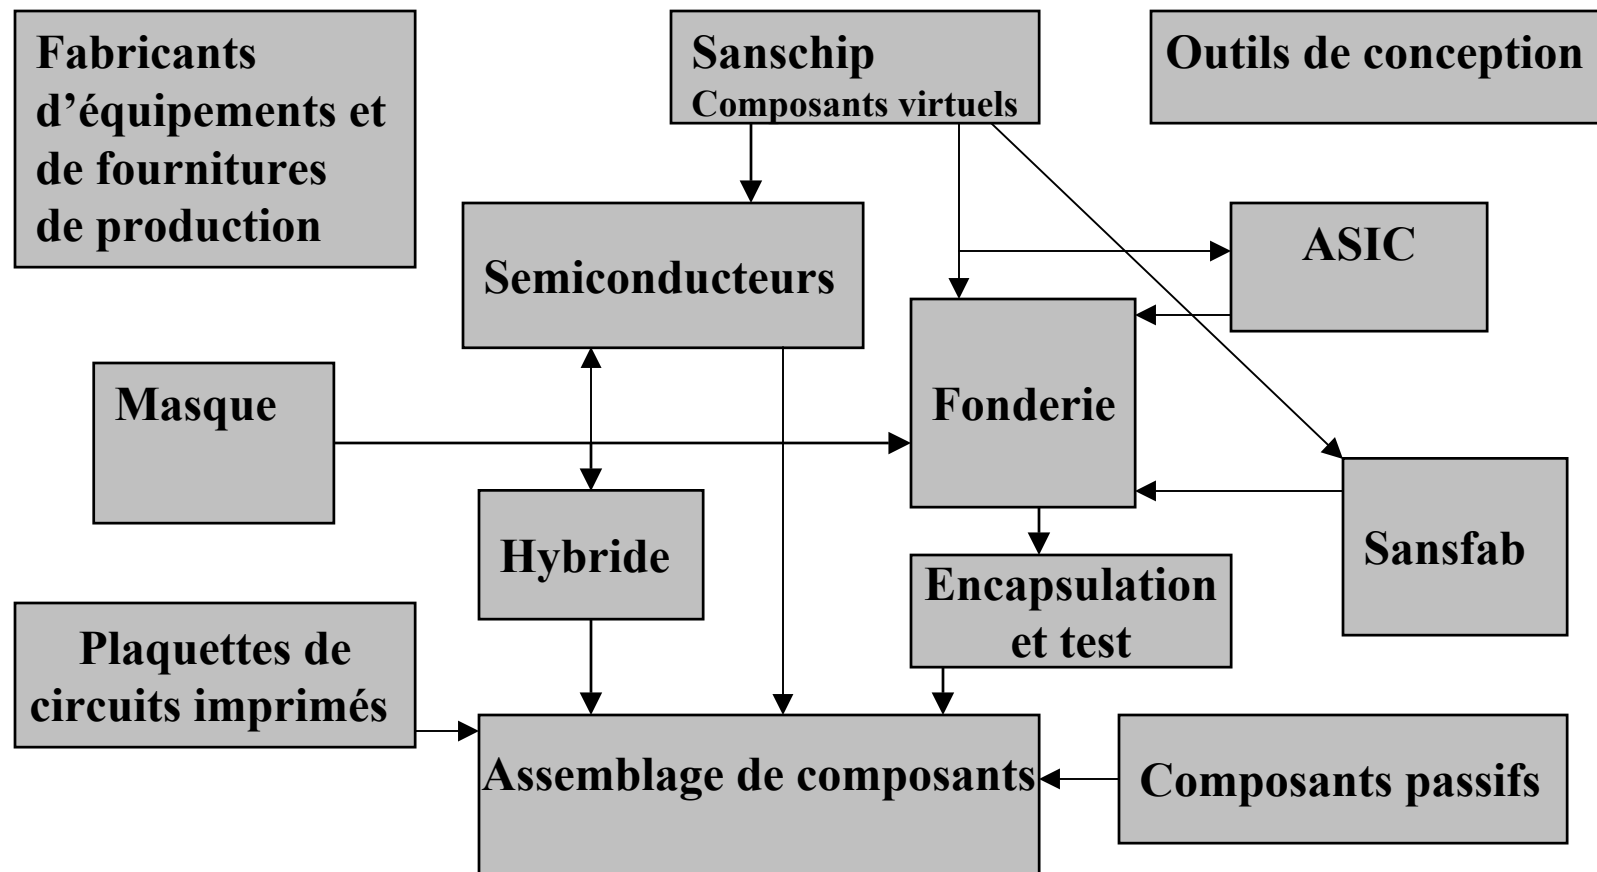 Fabricants
d’équipements et
de fournitures
de production
Sanschip
Composants virtuels
Outils de conception
Semiconducteurs
ASIC
Masque
Fonderie
Hybride
Sansfab
Encapsulation
et test
Plaquettes de
circuits imprimés
Assemblage de composants
Composants passifs